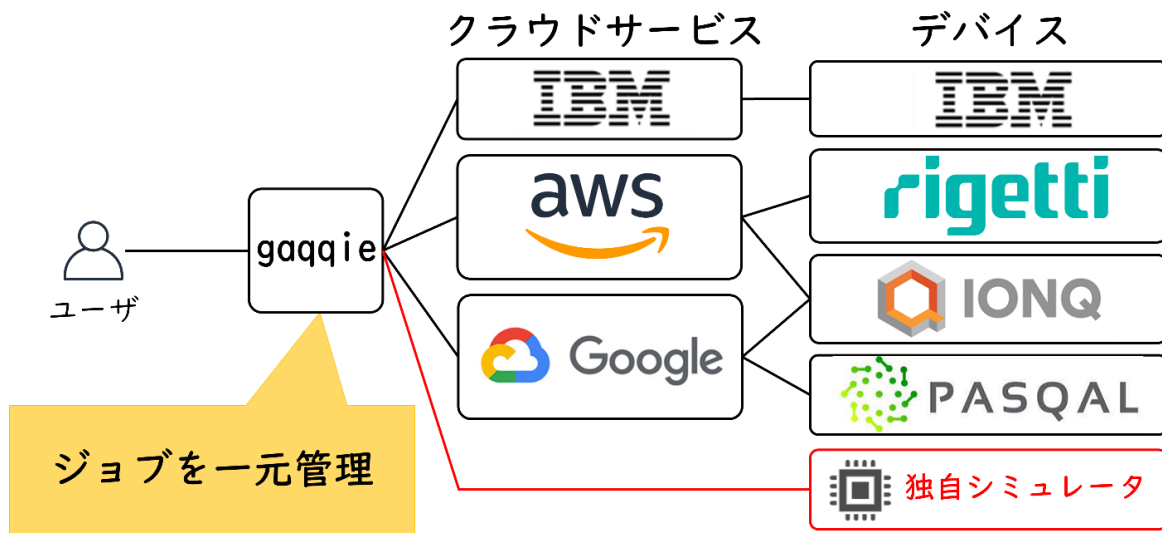 クラウドサービス
デバイス
IBM
IBM
aws
rigetti
gaqqie
ユーザ
IONQ
Google
PASQAL
ジョブを一元管理
独自シミュレータ